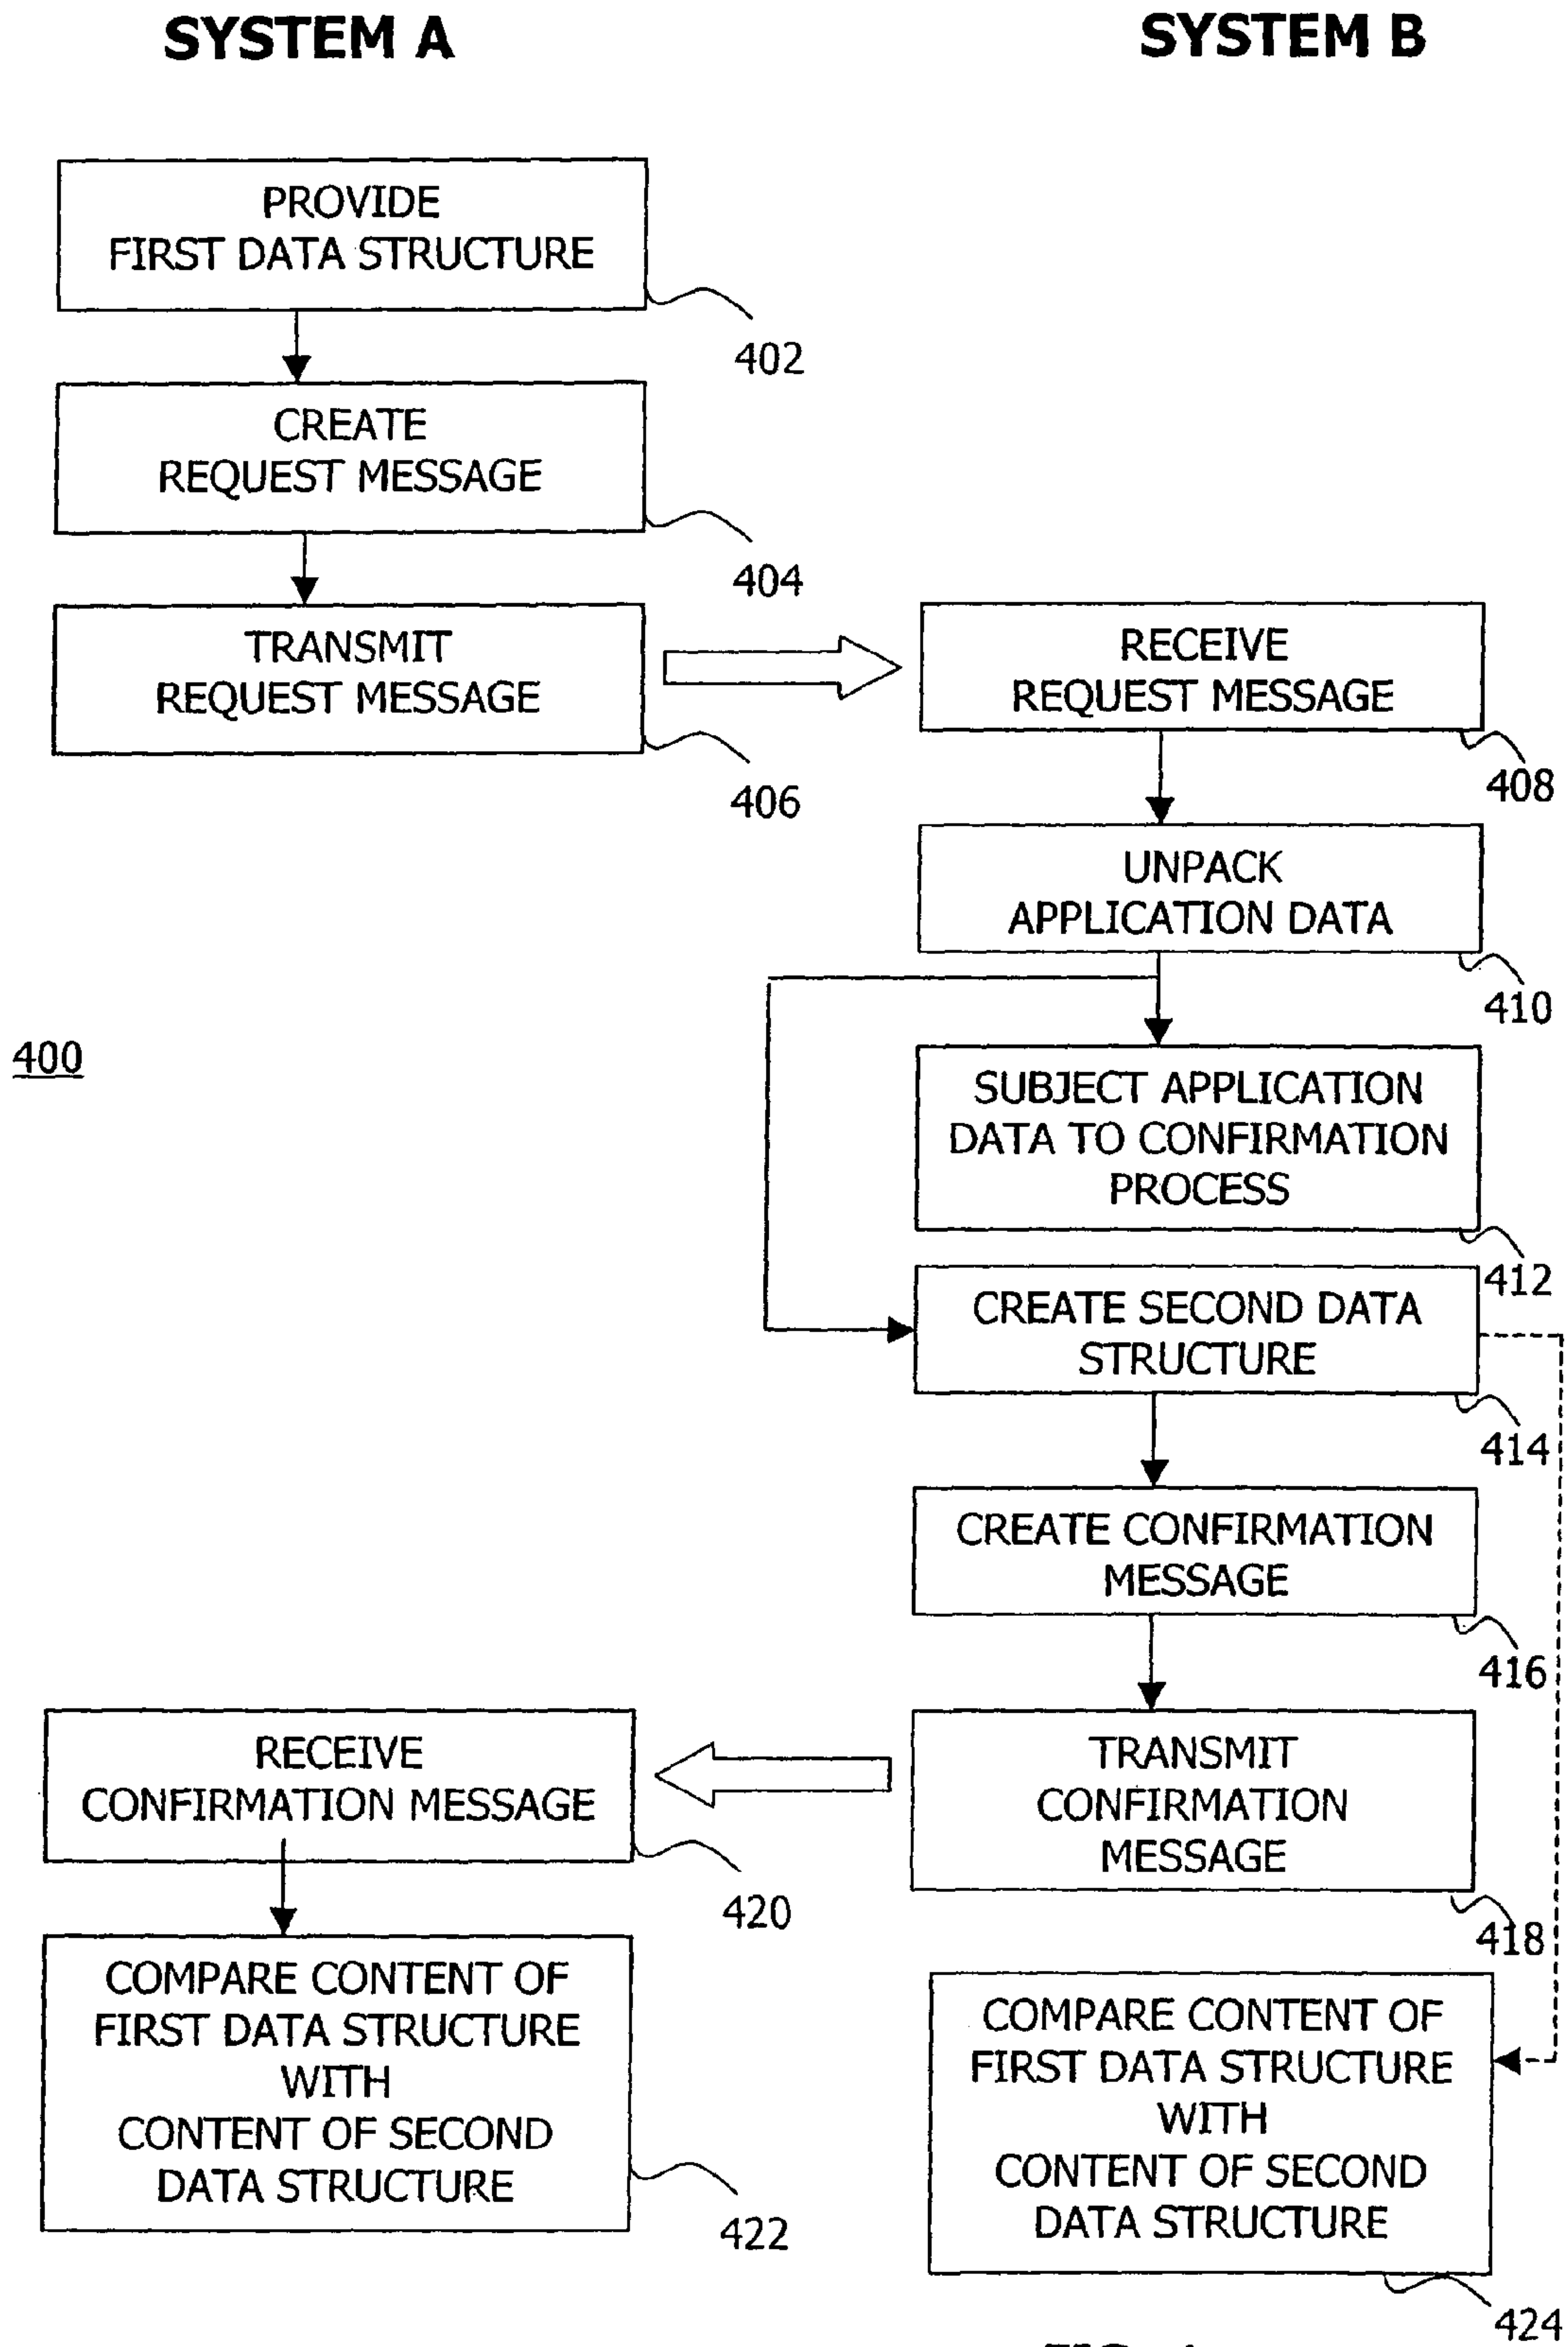 SYSTEM A
SYSTEM B
PROVIDE
FIRST DATA STRUCTURE
402
CREATE
REQUEST MESSAGE
404
TRANSMIT
REQUEST MESSAGE
406
RECEIVE
REQUEST MESSAGE
408
UNPACK
APPLICATION DATA
410
400
SUBJECT APPLICATION
DATA TO CONFIRMATION
PROCESS
412
CREATE SECOND DATA
STRUCTURE
414
CREATE CONFIRMATION
MESSAGE
416
TRANSMIT
CONFIRMATION
MESSAGE
418
RECEIVE
CONFIRMATION MESSAGE
420
COMPARE CONTENT OF
FIRST DATA STRUCTURE
WITH
CONTENT OF SECOND
DATA STRUCTURE
422
COMPARE CONTENT OF
FIRST DATA STRUCTURE
WITH
CONTENT OF SECOND
DATA STRUCTURE
424